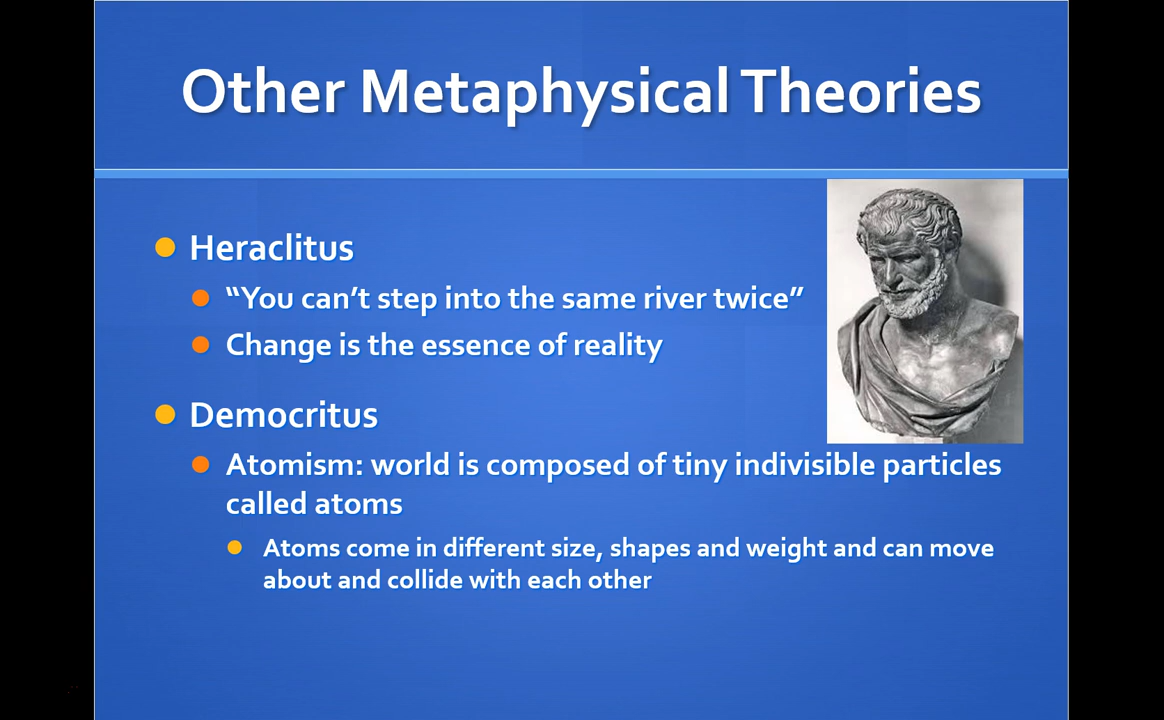 Other Metaphysical Theories
Heraclitus
“You can’t step into the same river twice”
Change is the essence of reality
Democritus
Atomism: world is composed of tiny indivisible particles
called atoms
Atoms come in different size, shapes and weight and can move
about and collide with each other